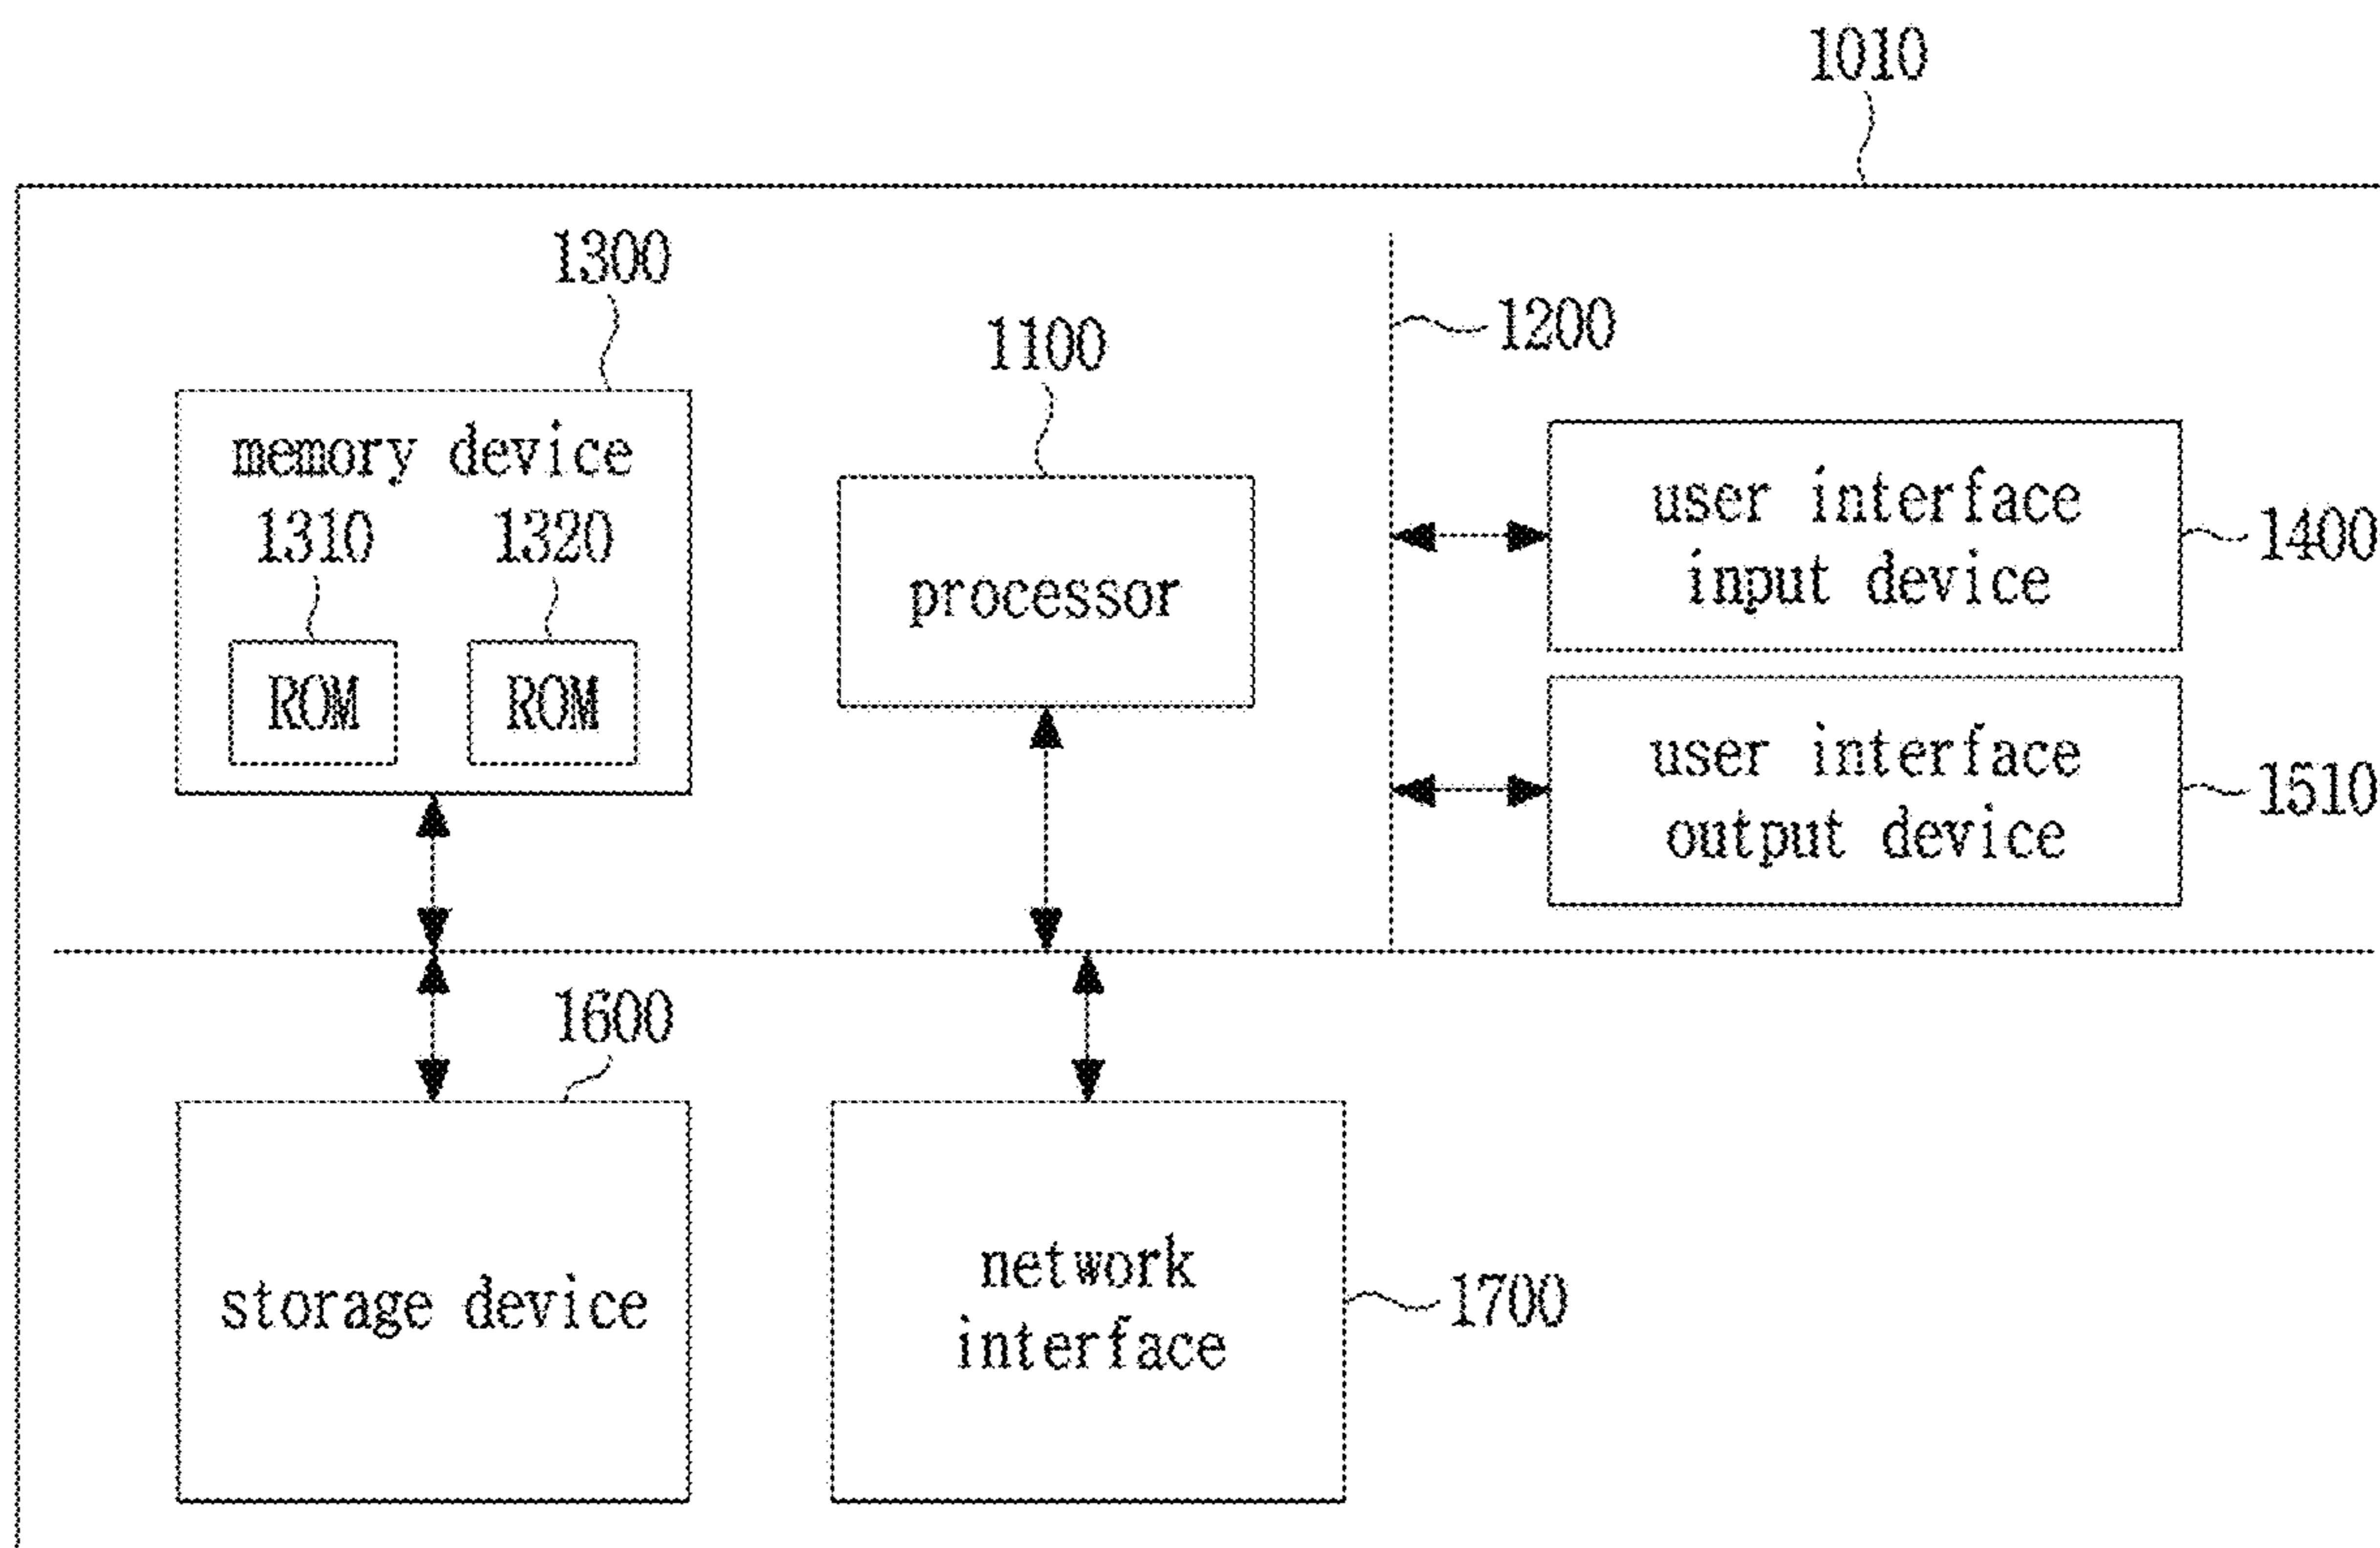 1010
1300
1100
1200
memory device
1310
1320
ROM
ROM
processor
user interface
input device
1400
user interface
output device
1510
1600
storage device
network
interface
1700